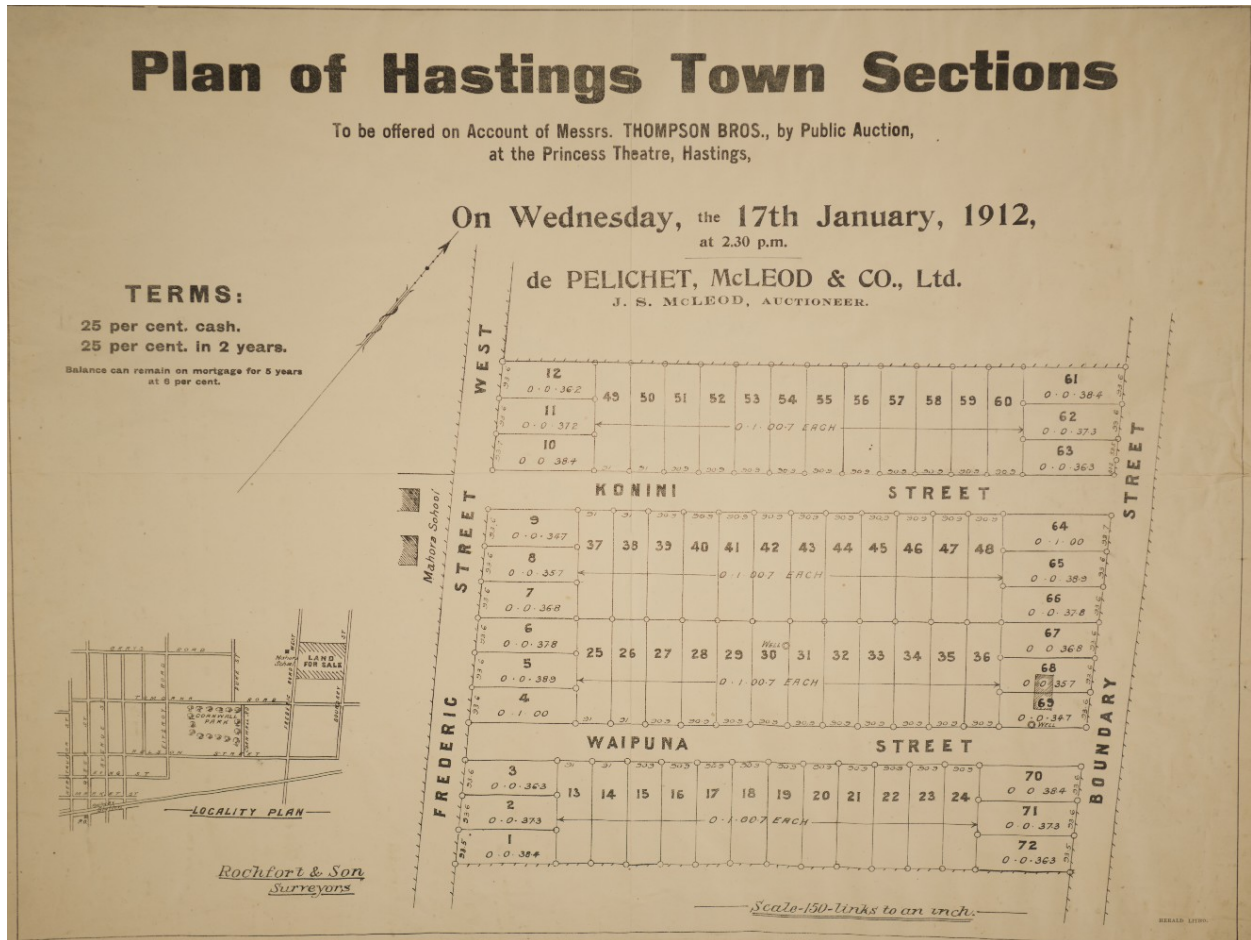 Plan of Hastings Town Sections
To be offered on Account of Messrs. THOMPSON BROS., by Public Auction,
at the Princess Theatre, Hastings,
On Wednesday, the 17th January, 1912,
at 2.30 p.m.
de PELICHET, McLEOD & CO., Ltd.
J. S. McLEOD, AUCTIONEER.
TERMS:
25 per cent. cash.
25 per cent. in 2 years.
Balance can remain on mortgage for 5 years
at 6 per cent.
WEST
12
0·0·362
11
0·0·372
10
0 0 384
49 50 51 52 53 54 55 56 57 58 59 60
0·1·00·7 EACH
61
0·0·384
62
0·0·373
63
0·0·363
KONINI STREET
STREET
Mahora School
STREET
9
0·0·347
8
0·0·357
7
0·0·368
6
0·0·378
5
0·0·389
4
0·1·00
37 38 39 40 41 42 43 44 45 46 47 48
0·1·00·7 EACH
WELL
25 26 27 28 29 30 31 32 33 34 35 36
0·1·00·7 EACH
64
0·1·00
65
0·0·389
66
0·0·378
67
0 0 368
68
0·0·357
69
0·0·347
WELL
WAIPUNA STREET
FREDERIC
BOUNDARY
3
0·0·363
2
0·0·373
1
0·0·384
13 14 15 16 17 18 19 20 21 22 23 24
0·1·00·7 EACH
70
0 0 384
71
0·0·373
72
0·0·363
Mahora
School
LAND
FOR SALE
CORNWALL
PARK
LOCALITY PLAN
Rochfort & Son
Surveyors
Scale-150-links to an inch.
HERALD LITHO.